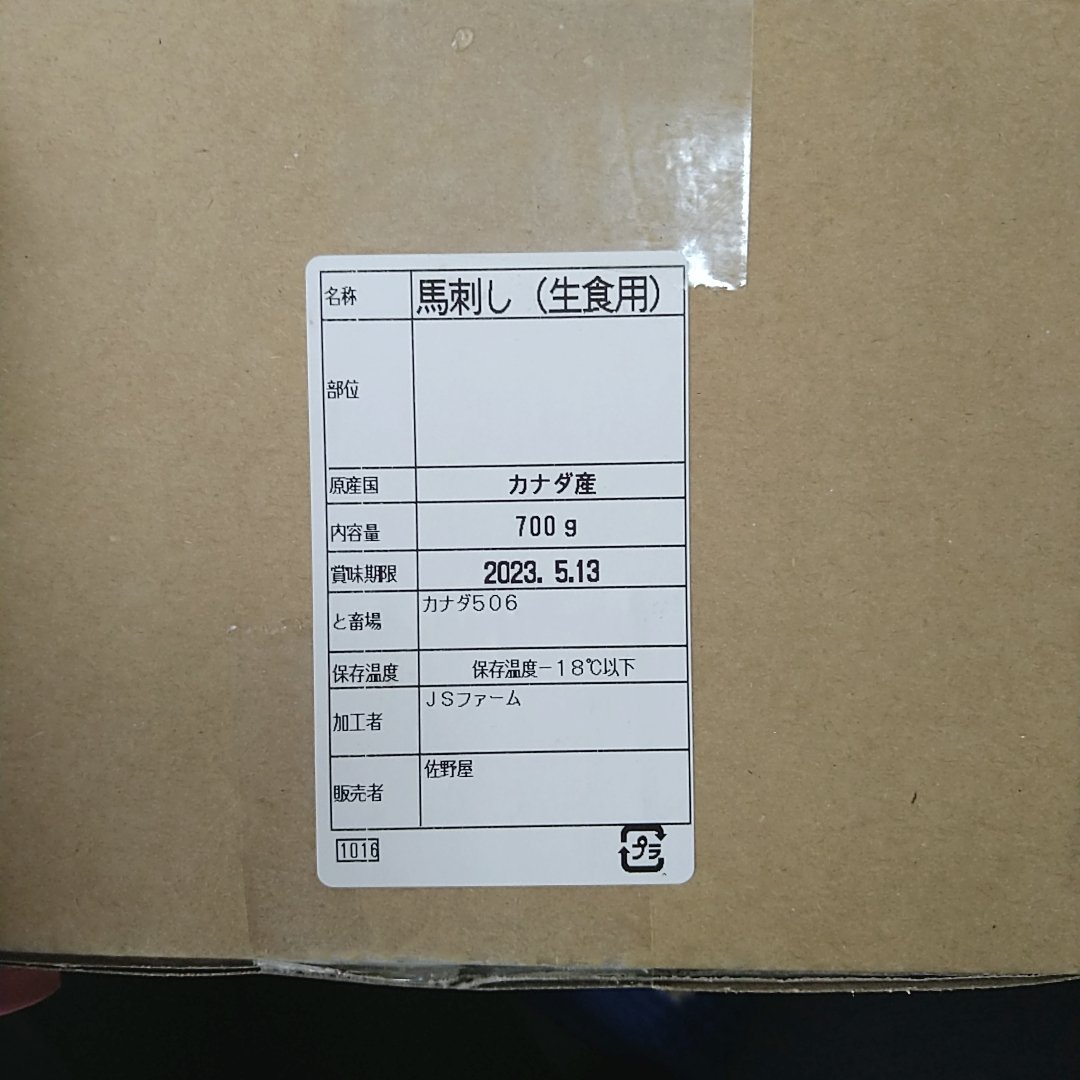 名称 馬刺し（生食用）
部位
原産国 カナダ産
内容量 700g
賞味期限 2023. 5.13
と畜場 カナダ506
保存温度 保存温度−18℃以下
加工者 JSファーム
販売者 佐野屋
1016
プラ